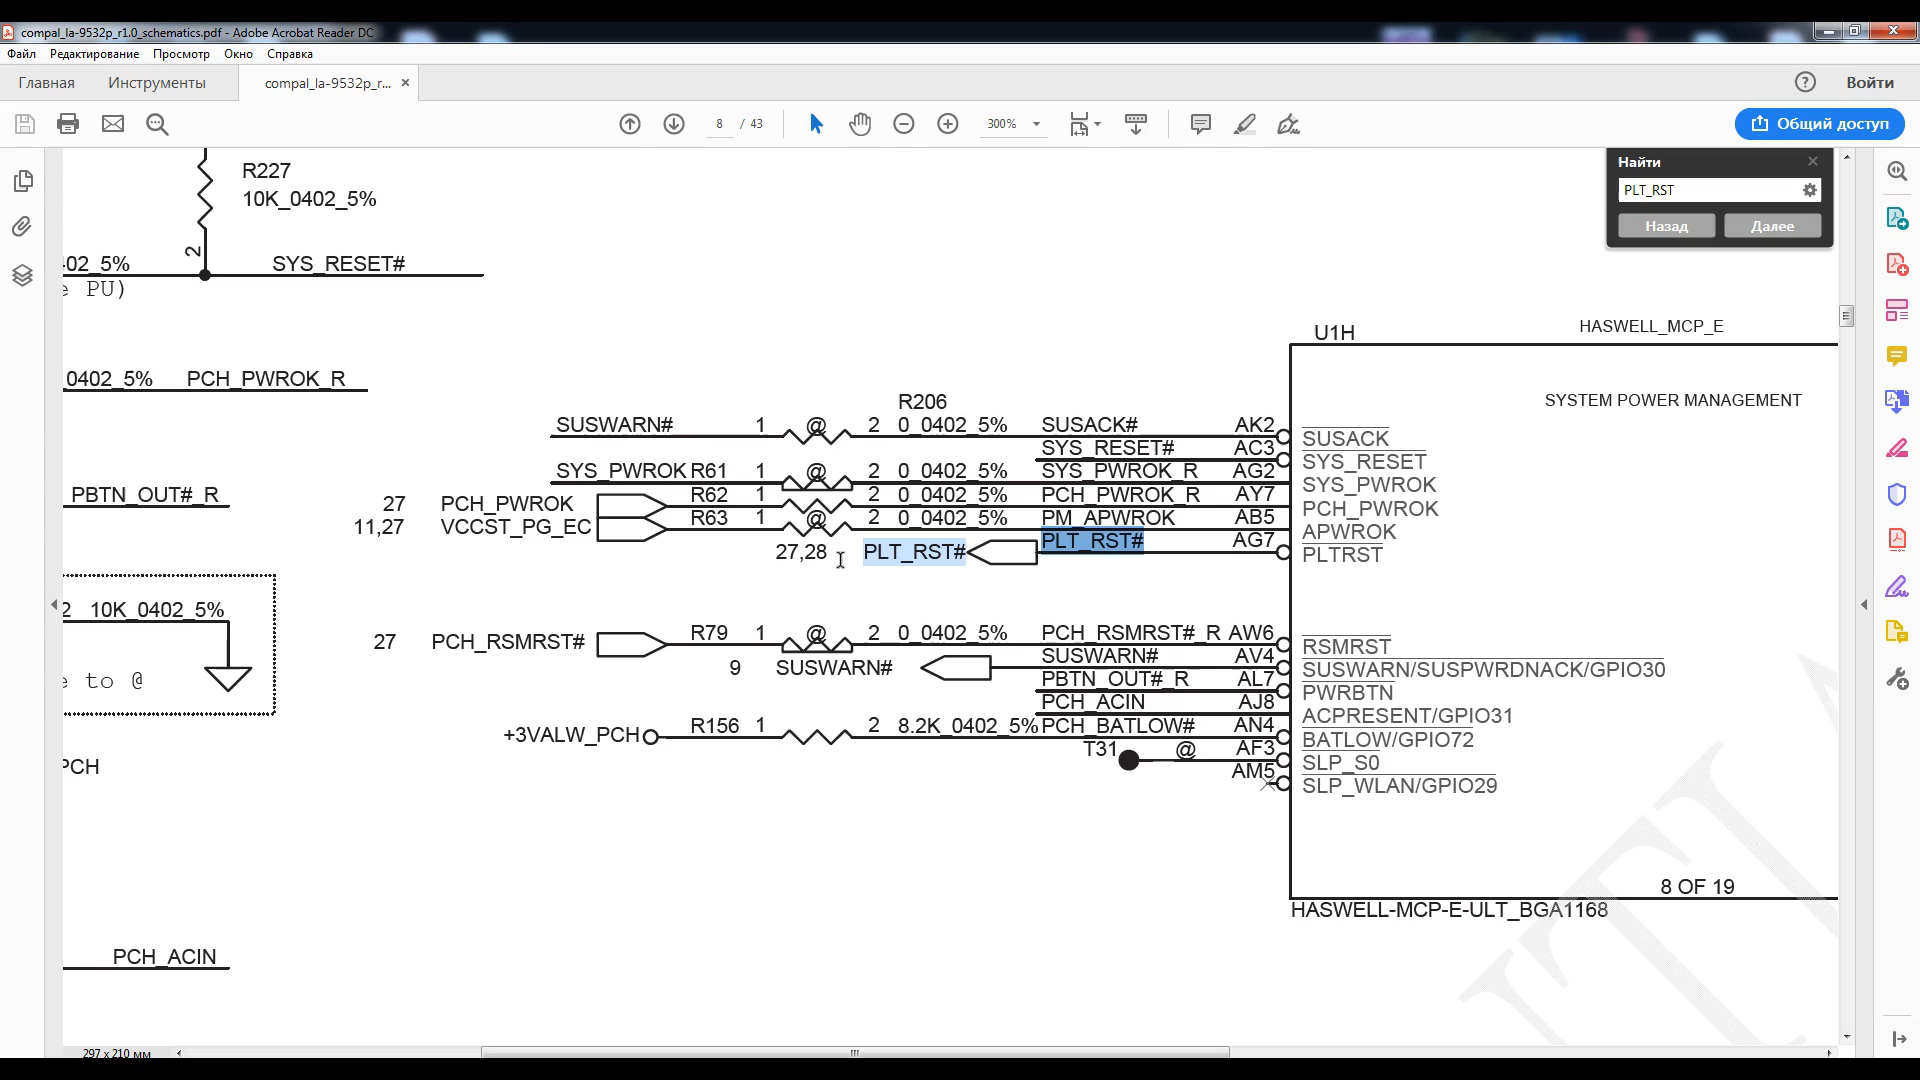 compal_la-9532p_r1.0_schematics.pdf - Adobe Acrobat Reader DC
Файл Редактирование Просмотр Окно Справка
Главная Инструменты compal_la-9532p_r... × Войти
8 / 43 300% Общий доступ
Найти
PLT_RST
Назад Далее
R227
10K_0402_5%
2
02_5% SYS_RESET#
e PU)
0402_5% PCH_PWROK_R
PBTN_OUT#_R
2 10K_0402_5%
e to @
PCH
PCH_ACIN
U1H HASWELL_MCP_E
SYSTEM POWER MANAGEMENT
R206
SUSWARN# 1 @ 2 0_0402_5% SUSACK# AK2 SUSACK
SYS_RESET# AC3 SYS_RESET
SYS_PWROK R61 1 @ 2 0_0402_5% SYS_PWROK_R AG2 SYS_PWROK
27 PCH_PWROK R62 1 2 0_0402_5% PCH_PWROK_R AY7 PCH_PWROK
11,27 VCCST_PG_EC R63 1 @ 2 0_0402_5% PM_APWROK AB5 APWROK
27,28 PLT_RST# PLT_RST# AG7 PLTRST
27 PCH_RSMRST# R79 1 @ 2 0_0402_5% PCH_RSMRST#_R AW6 RSMRST
9 SUSWARN# SUSWARN# AV4 SUSWARN/SUSPWRDNACK/GPIO30
PBTN_OUT#_R AL7 PWRBTN
PCH_ACIN AJ8 ACPRESENT/GPIO31
+3VALW_PCH R156 1 2 8.2K_0402_5% PCH_BATLOW# AN4 BATLOW/GPIO72
T31 @ AF3 SLP_S0
AM5 SLP_WLAN/GPIO29
8 OF 19
HASWELL-MCP-E-ULT_BGA1168
297 x 210 мм